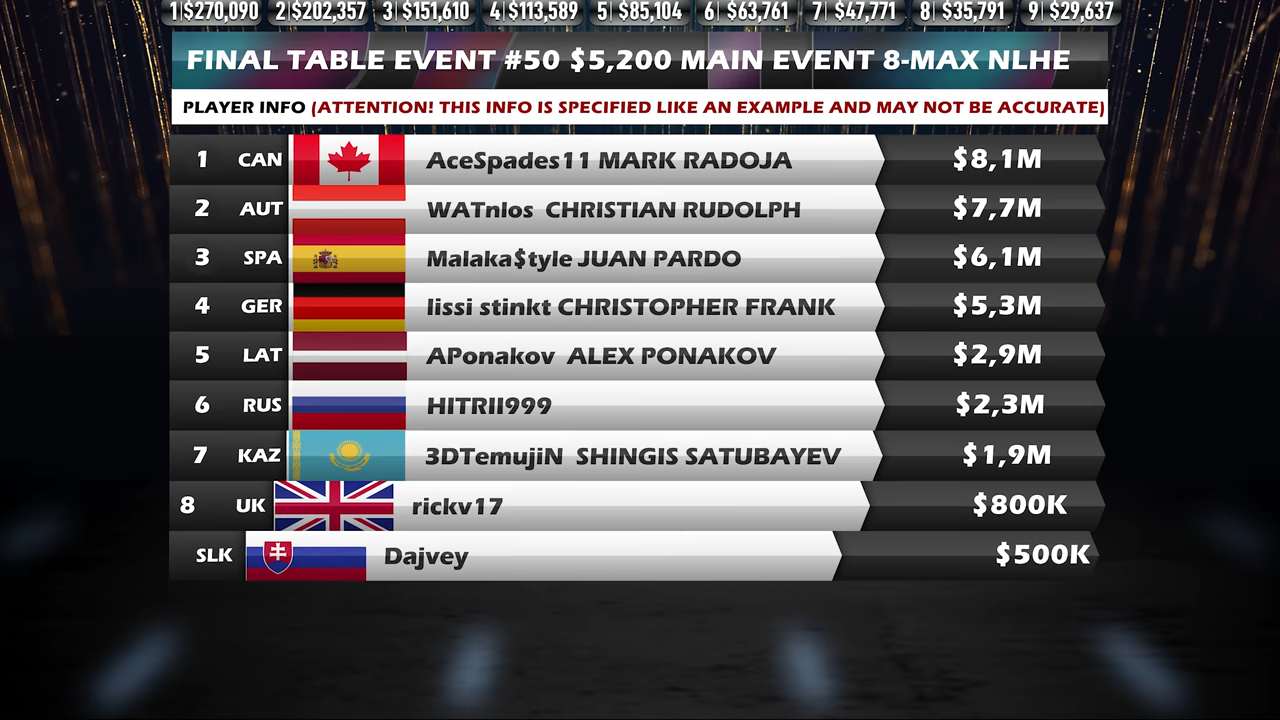 1|$270,090 2|$202,357 3|$151,610 4|$113,589 5|$85,104 6|$63,761 7|$47,771 8|$35,791 9|$29,637
FINAL TABLE EVENT #50 $5,200 MAIN EVENT 8-MAX NLHE
PLAYER INFO (ATTENTION! THIS INFO IS SPECIFIED LIKE AN EXAMPLE AND MAY NOT BE ACCURATE)
1 CAN AceSpades11 MARK RADOJA $8,1M
2 AUT WATnlos CHRISTIAN RUDOLPH $7,7M
3 SPA Malaka$tyle JUAN PARDO $6,1M
4 GER lissi stinkt CHRISTOPHER FRANK $5,3M
5 LAT APonakov ALEX PONAKOV $2,9M
6 RUS HITRII999 $2,3M
7 KAZ 3DTemujiN SHINGIS SATUBAYEV $1,9M
8 UK rickv17 $800K
SLK Dajvey $500K